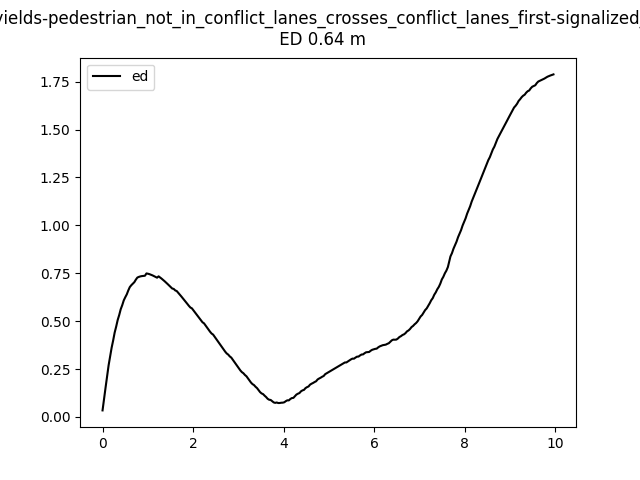 yields-pedestrian_not_in_conflict_lanes_crosses_conflict_lanes_first-signalized_
ED 0.64 m
ed
1.75
1.50
1.25
1.00
0.75
0.50
0.25
0.00
0 2 4 6 8 10